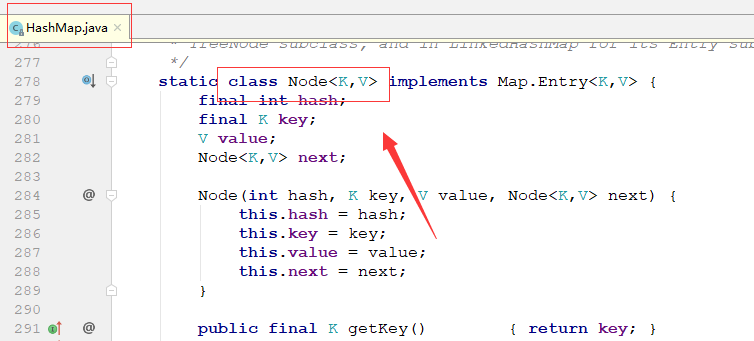 HashMap.java
276 * TreeNode subclass, and in LinkedHashMap for its Entry sub
277 */
278 static class Node<K,V> implements Map.Entry<K,V> {
279 final int hash;
280 final K key;
281 V value;
282 Node<K,V> next;
283
284 @ Node(int hash, K key, V value, Node<K,V> next) {
285 this.hash = hash;
286 this.key = key;
287 this.value = value;
288 this.next = next;
289 }
290
291 @ public final K getKey() { return key; }